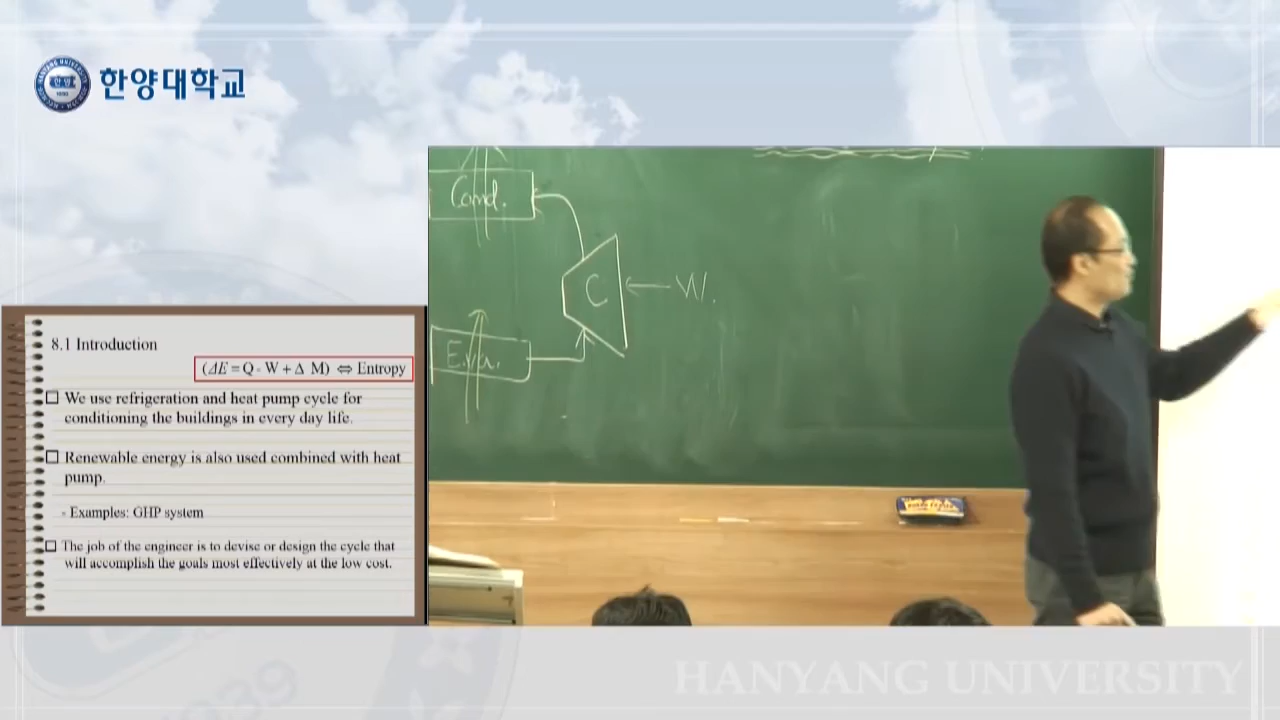 한양대학교
8.1 Introduction
(ΔE = Q - W + Δ M) ⇔ Entropy
☐ We use refrigeration and heat pump cycle for
conditioning the buildings in every day life.
☐ Renewable energy is also used combined with heat
pump.
- Examples: GHP system
☐ The job of the engineer is to devise or design the cycle that
will accomplish the goals most effectively at the low cost.
Cond.
C
W.
Eva.
HANYANG UNIVERSITY